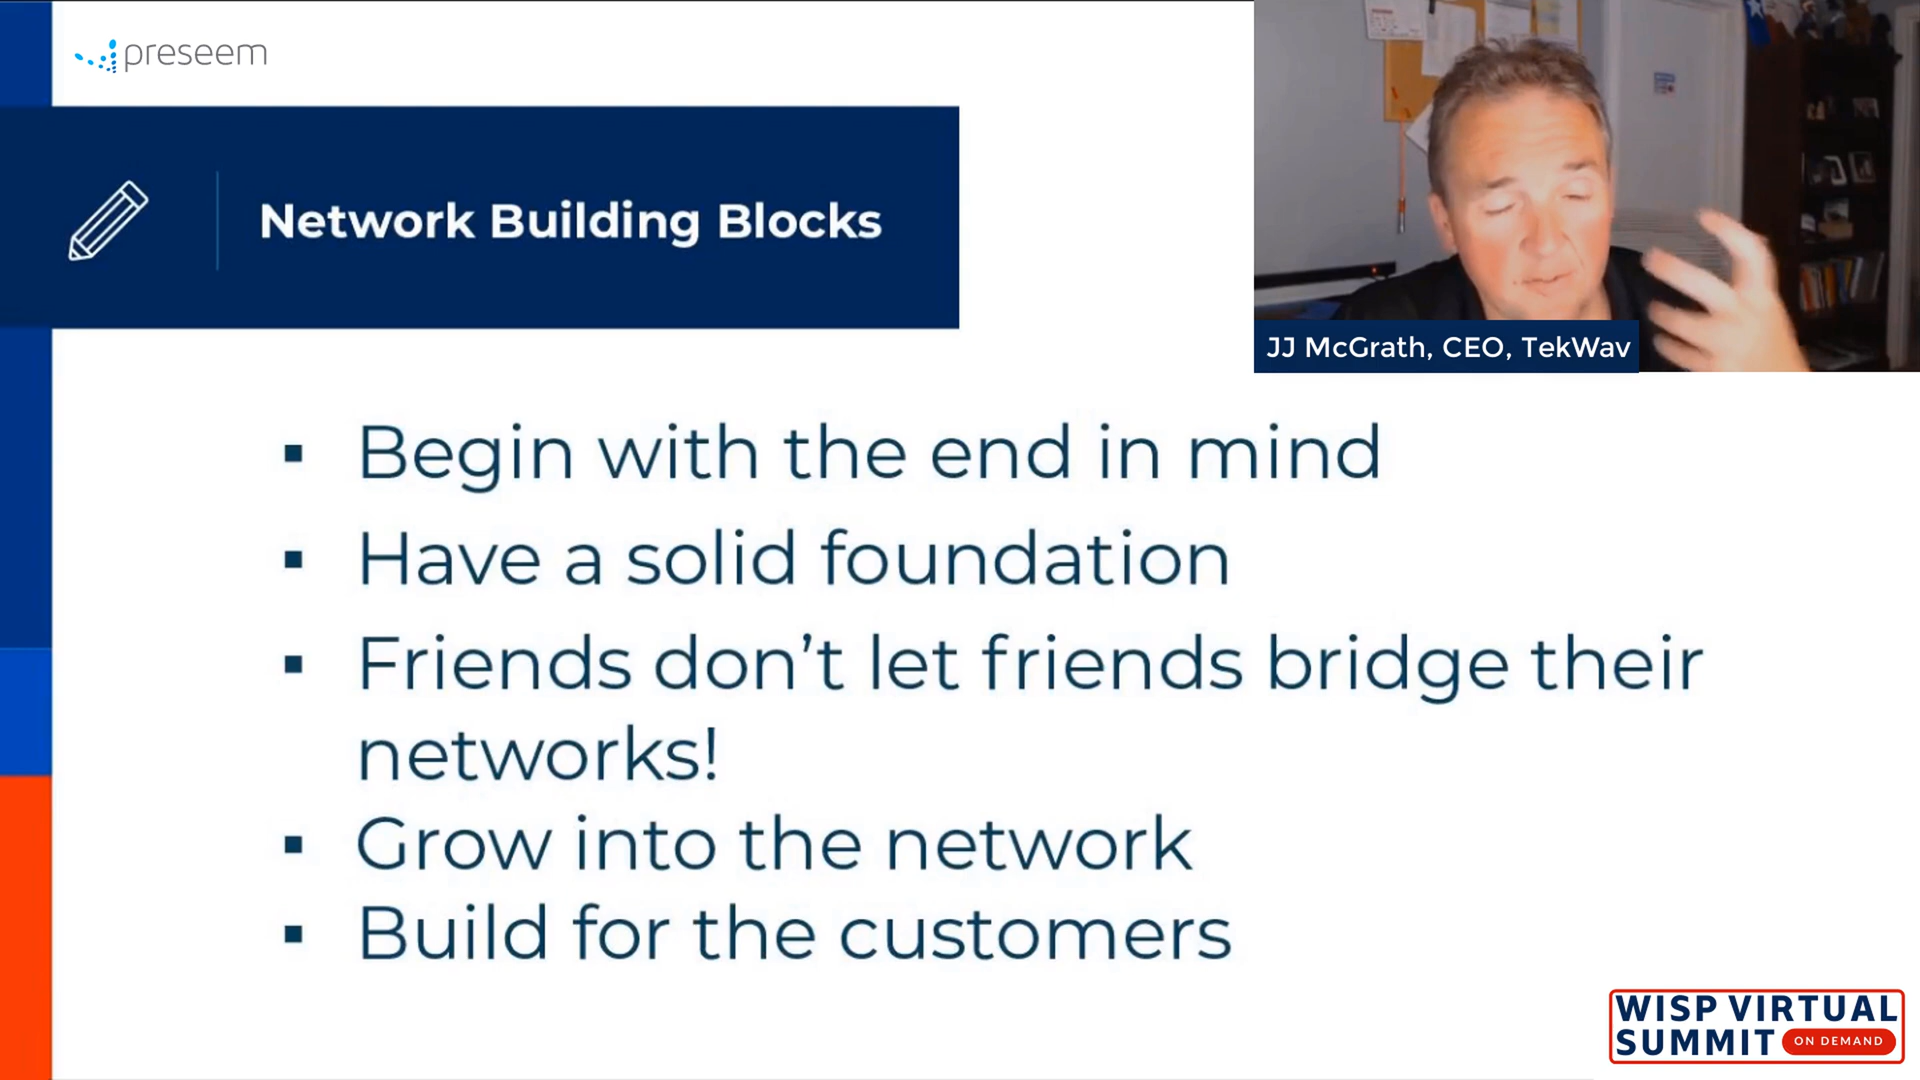 preseem
Network Building Blocks
JJ McGrath, CEO, TekWav
▪ Begin with the end in mind
▪ Have a solid foundation
▪ Friends don’t let friends bridge their
networks!
▪ Grow into the network
▪ Build for the customers
WISP VIRTUAL
SUMMIT ON DEMAND